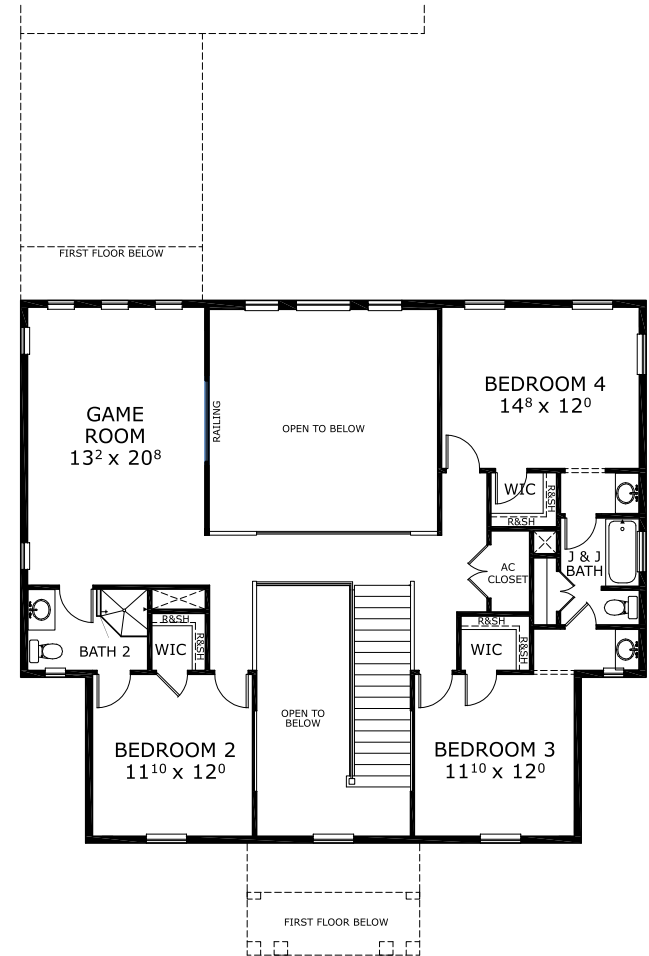 FIRST FLOOR BELOW
GAME
ROOM
13² x 20⁸
RAILING
OPEN TO BELOW
BEDROOM 4
14⁸ x 12⁰
WIC
R&SH
R&SH
J & J
BATH
AC
CLOSET
BATH 2
R&SH
WIC
R&SH
R&SH
WIC
R&SH
OPEN TO
BELOW
BEDROOM 2
11¹⁰ x 12⁰
BEDROOM 3
11¹⁰ x 12⁰
FIRST FLOOR BELOW